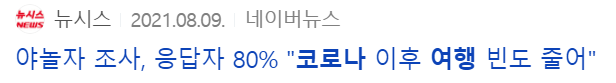 뉴시스 NEWS 뉴시스 2021.08.09. 네이버뉴스
야놀자 조사, 응답자 80% "코로나 이후 여행 빈도 줄어"